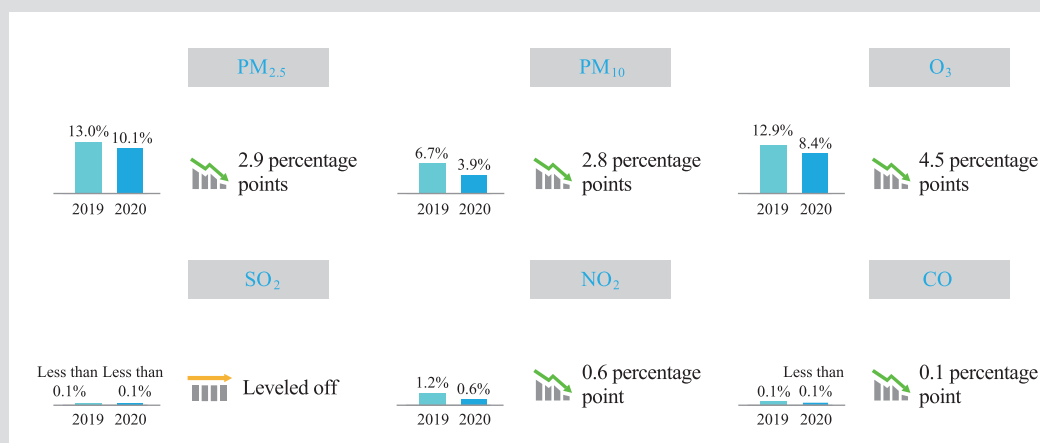 PM2.5
13.0% 10.1%
2.9 percentage
points
2019 2020
PM10
6.7% 3.9%
2.8 percentage
points
2019 2020
O3
12.9% 8.4%
4.5 percentage
points
2019 2020
SO2
Less than Less than
0.1% 0.1%
Leveled off
2019 2020
NO2
1.2% 0.6%
0.6 percentage
point
2019 2020
CO
Less than
0.1% 0.1%
0.1 percentage
point
2019 2020